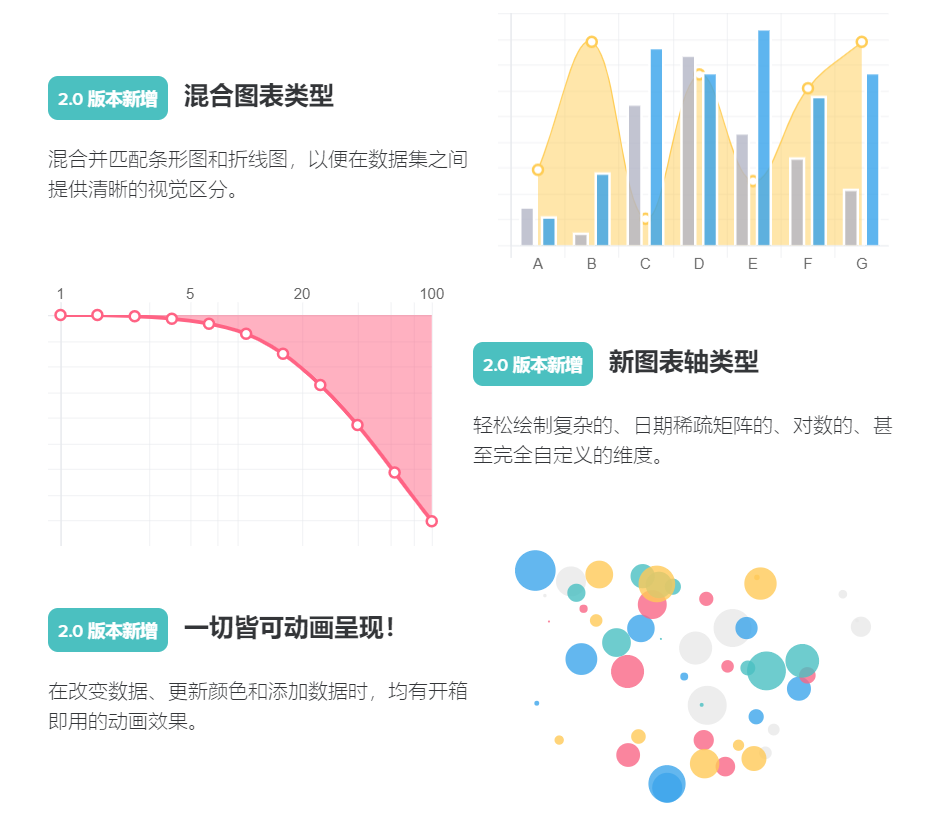 2.0 版本新增 混合图表类型
混合并匹配条形图和折线图，以便在数据集之间
提供清晰的视觉区分。
A B C D E F G
1 5 20 100
2.0 版本新增 新图表轴类型
轻松绘制复杂的、日期稀疏矩阵的、对数的、甚
至完全自定义的维度。
2.0 版本新增 一切皆可动画呈现！
在改变数据、更新颜色和添加数据时，均有开箱
即用的动画效果。